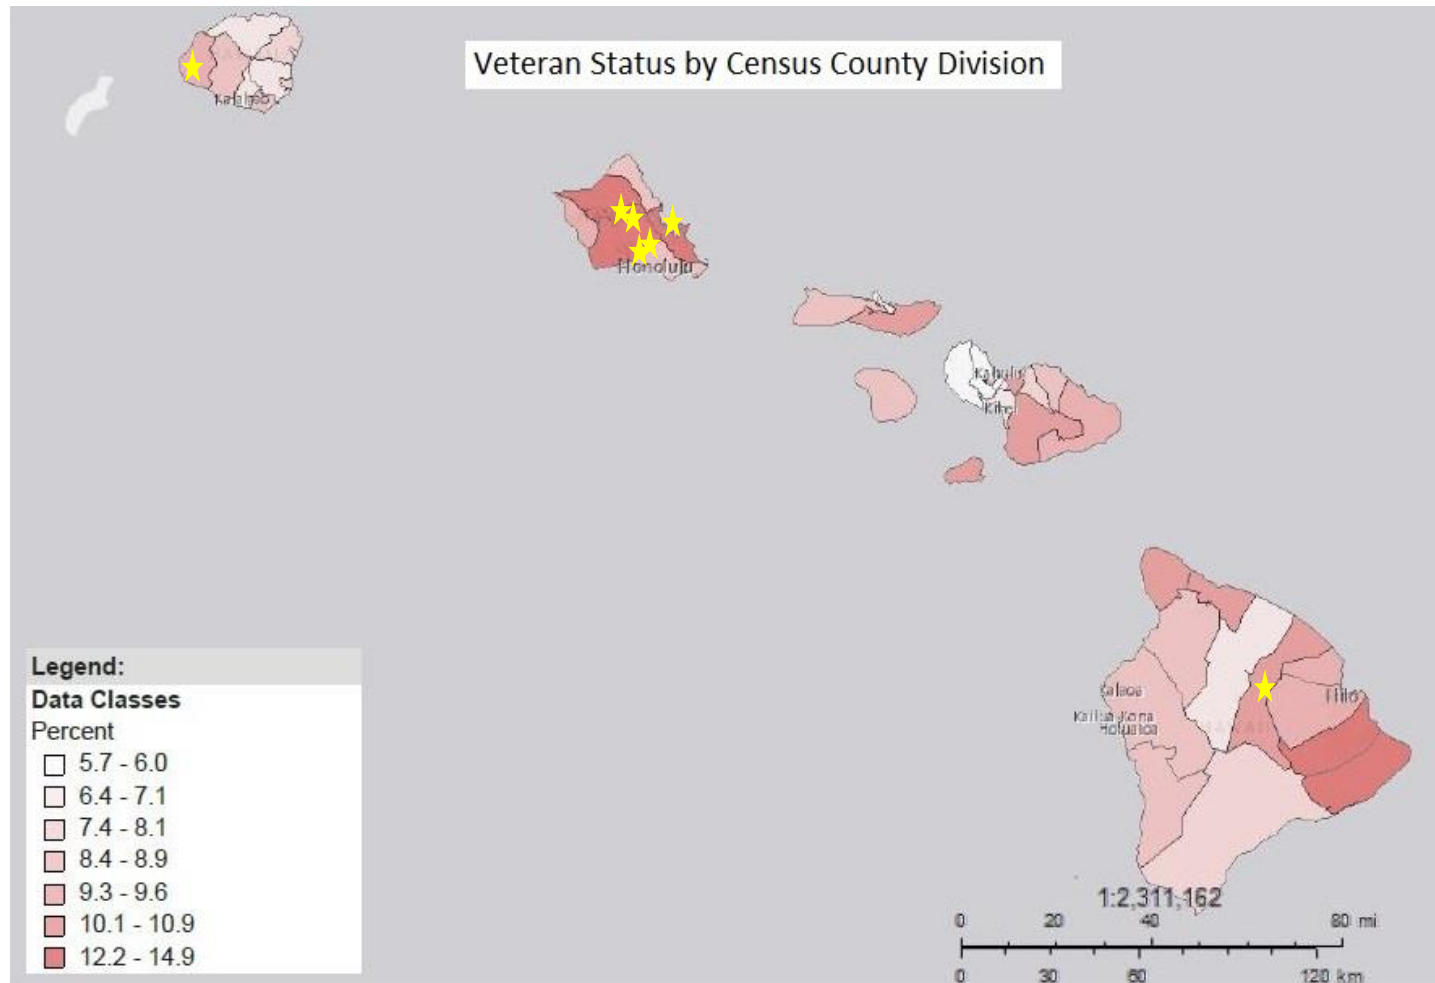 Veteran Status by Census County Division
Honolulu
Kahului
Kihei
Kalaoa
Kailua-Kona
Holualoa
Hilo
HAWAII
Legend:
Data Classes
Percent
5.7 - 6.0
6.4 - 7.1
7.4 - 8.1
8.4 - 8.9
9.3 - 9.6
10.1 - 10.9
12.2 - 14.9
1:2,311,162
0 20 40 80 mi
0 30 60 120 km